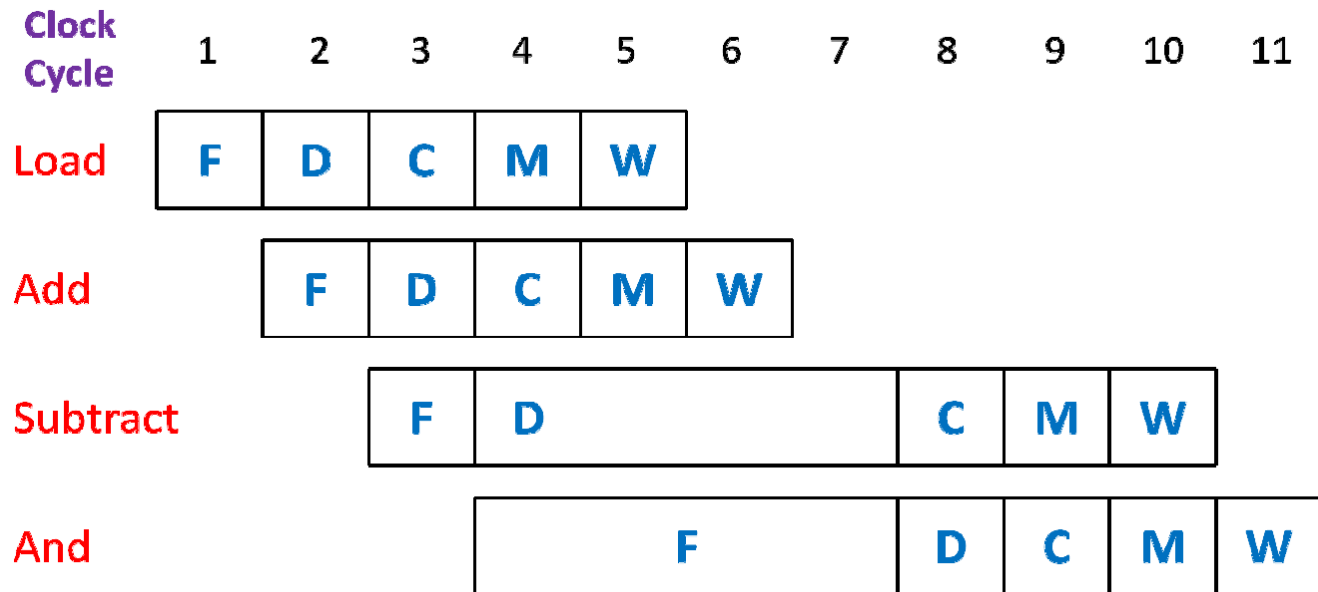 Clock
Cycle 1 2 3 4 5 6 7 8 9 10 11
Load F D C M W
Add F D C M W
Subtract F D C M W
And F D C M W